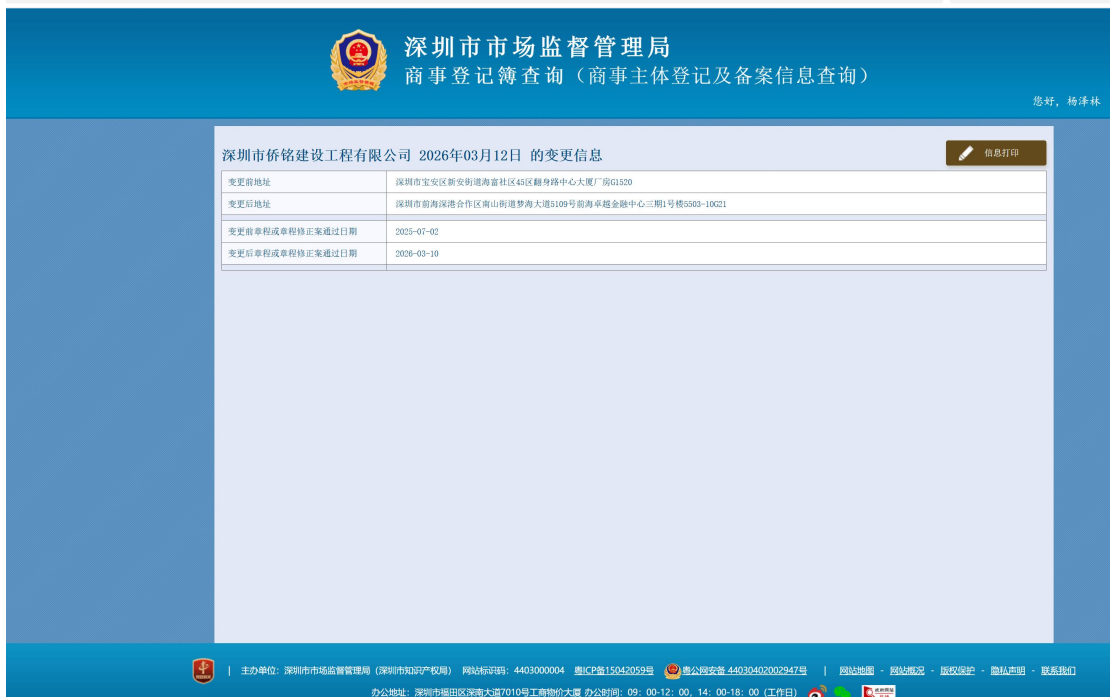 深圳市市场监督管理局
商事登记簿查询（商事主体登记及备案信息查询）
您好，杨泽林
深圳市侨铭建设工程有限公司 2026年03月12日 的变更信息
信息打印
变更前地址 深圳市宝安区新安街道海富社区45区翻身路中心大厦厂房G1520
变更后地址 深圳市前海深港合作区南山街道梦海大道5109号前海卓越金融中心三期1号楼5503-10G21
变更前章程或章程修正案通过日期 2025-07-02
变更后章程或章程修正案通过日期 2026-03-10
| 主办单位：深圳市市场监督管理局（深圳市知识产权局） 网站标识码：4403000004 粤ICP备15042059号 粤公网安备 44030402002947号 | 网站地图 - 网站概况 - 版权保护 - 隐私声明 - 联系我们
办公地址：深圳市福田区深南大道7010号工商物价大厦 办公时间：09：00-12：00，14：00-18：00（工作日）